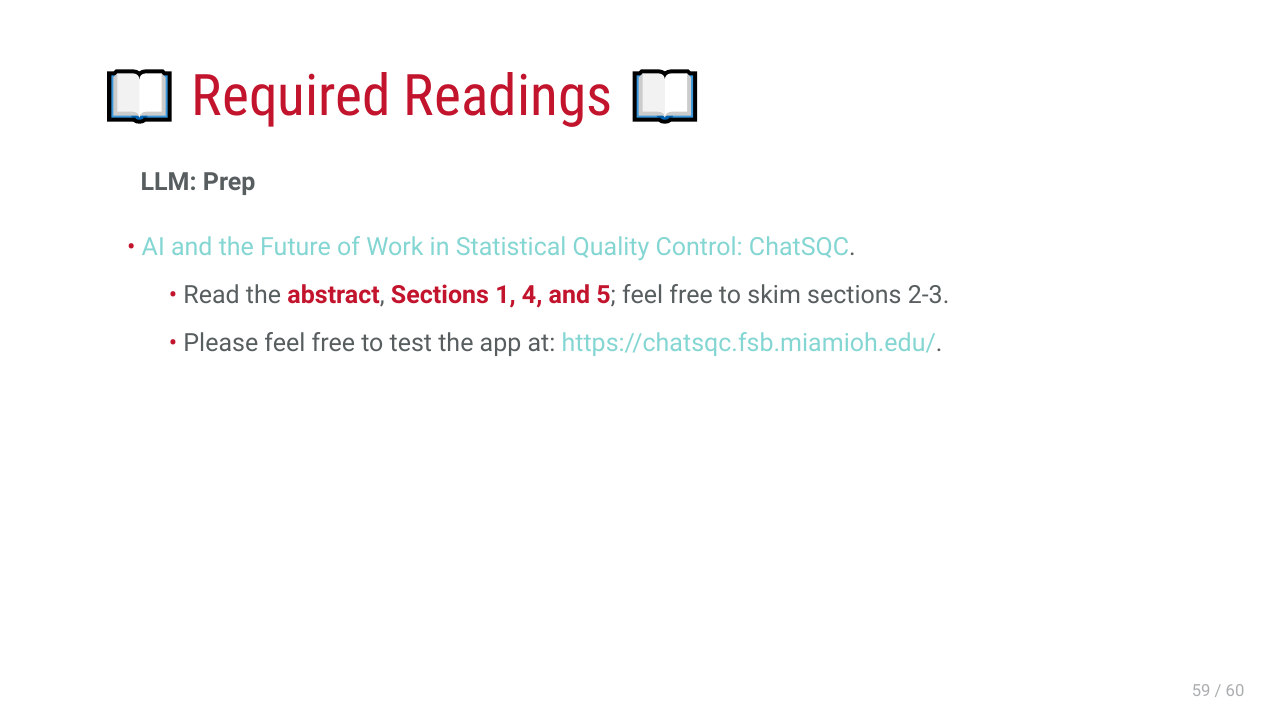 Required Readings
LLM: Prep
• AI and the Future of Work in Statistical Quality Control: ChatSQC.
• Read the abstract, Sections 1, 4, and 5; feel free to skim sections 2-3.
• Please feel free to test the app at: https://chatsqc.fsb.miamioh.edu/.
59 / 60